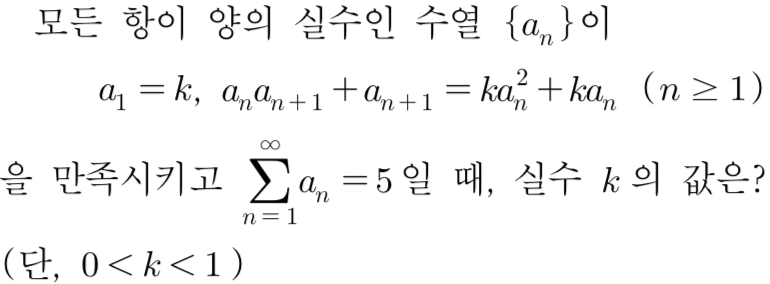 모든 항이 양의 실수인 수열 {aₙ}이
a₁ = k, aₙaₙ₊₁ + aₙ₊₁ = kaₙ² + kaₙ (n ≥ 1)
을 만족시키고 ∑_{n=1}^{∞} aₙ = 5일 때, 실수 k의 값은?
(단, 0 < k < 1)